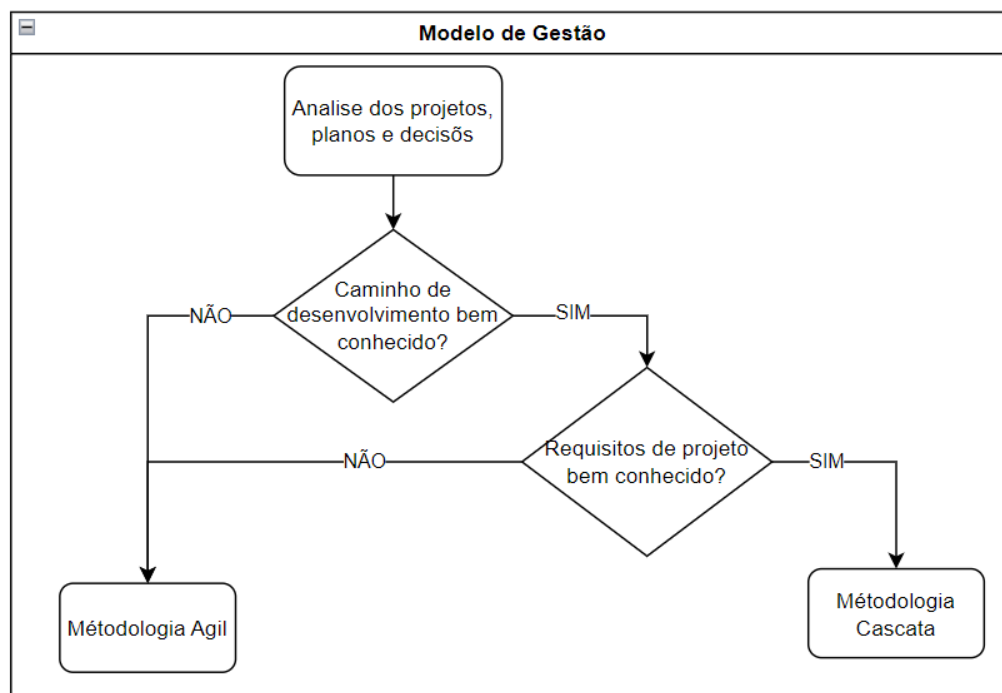 Modelo de Gestão
Analise dos projetos,
planos e decisõs
Caminho de
desenvolvimento bem
conhecido?
NÃO
SIM
Requisitos de projeto
bem conhecido?
NÃO
SIM
Métodologia Agil
Métodologia
Cascata